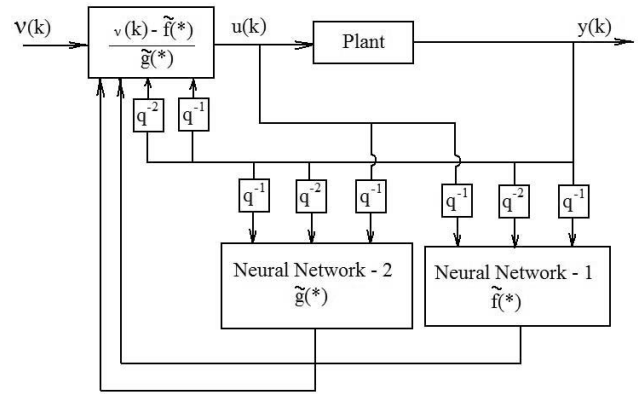 ν(k)
ν(k) - f̃(*)
g̃(*)
u(k)
Plant
y(k)
q⁻²
q⁻¹
q⁻¹
q⁻²
q⁻¹
q⁻¹
q⁻²
q⁻¹
Neural Network - 2
g̃(*)
Neural Network - 1
f̃(*)